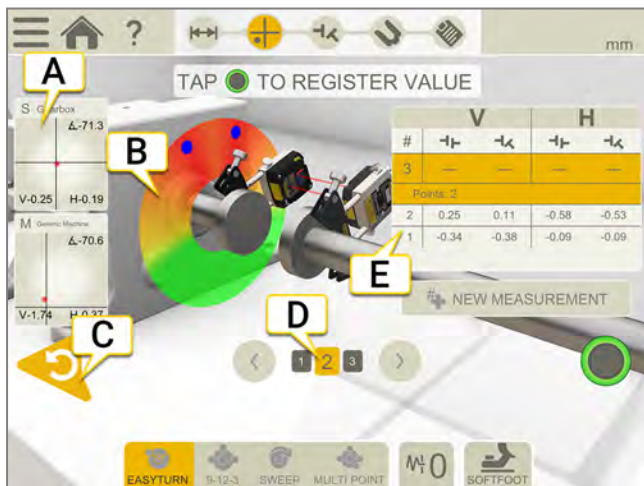 ?
mm
TAP TO REGISTER VALUE
A
S Gearbox
-71.3
V-0.25 H-0.19
B
M Generic Machine
-70.6
V-1.74 H 0.37
C
V H
#
3 — — — —
Points: 2
2 0.25 0.11 -0.58 -0.53
1 -0.34 -0.38 -0.09 -0.09
E
NEW MEASUREMENT
D
1 2 3
EASYTURN 9-12-3 SWEEP MULTI POINT
0
SOFTFOOT